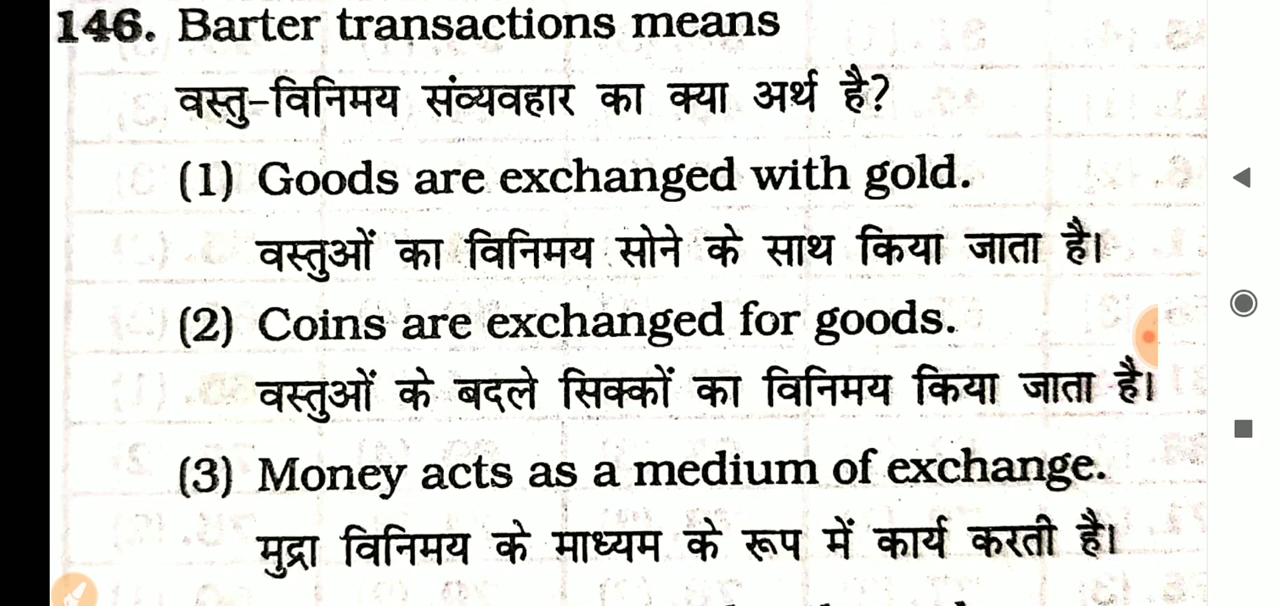 146. Barter transactions means
वस्तु-विनिमय संव्यवहार का क्या अर्थ है?
(1) Goods are exchanged with gold.
वस्तुओं का विनिमय सोने के साथ किया जाता है।
(2) Coins are exchanged for goods.
वस्तुओं के बदले सिक्कों का विनिमय किया जाता है।
(3) Money acts as a medium of exchange.
मुद्रा विनिमय के माध्यम के रूप में कार्य करती है।